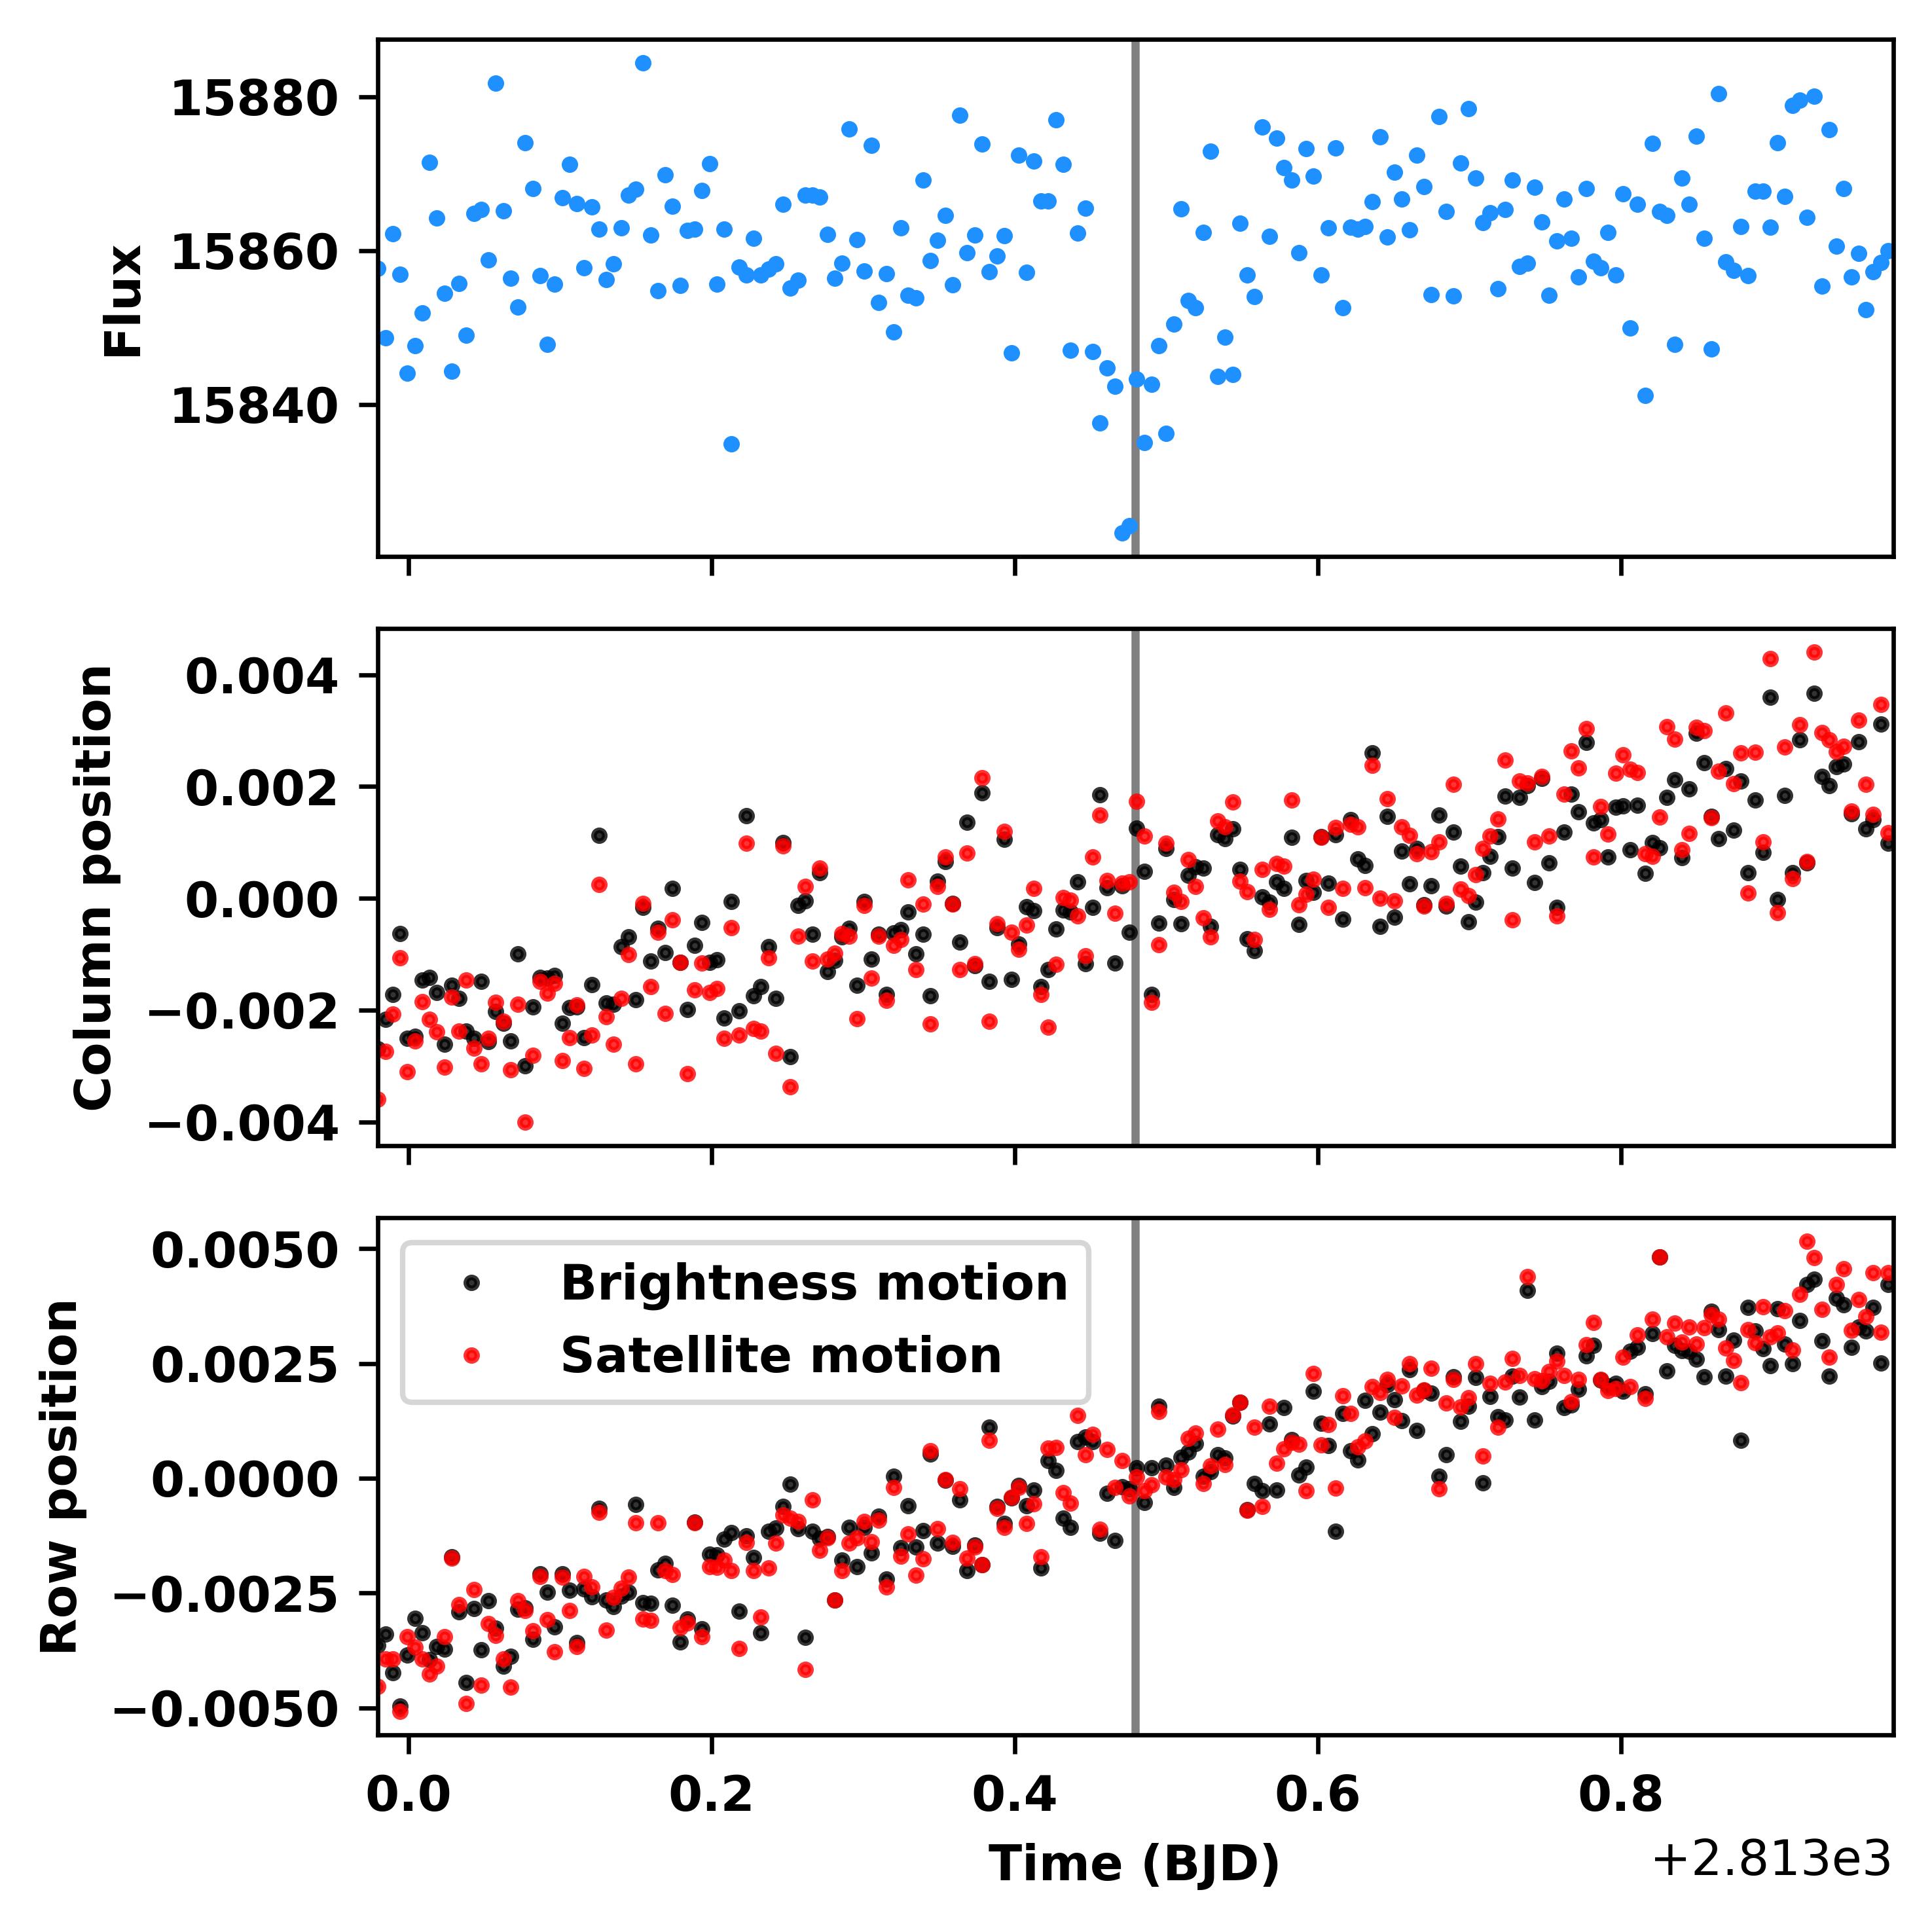 Flux
15880
15860
15840
Column position
0.004
0.002
0.000
−0.002
−0.004
Row position
0.0050
0.0025
0.0000
−0.0025
−0.0050
Brightness motion
Satellite motion
0.0 0.2 0.4 0.6 0.8
Time (BJD)
+2.813e3